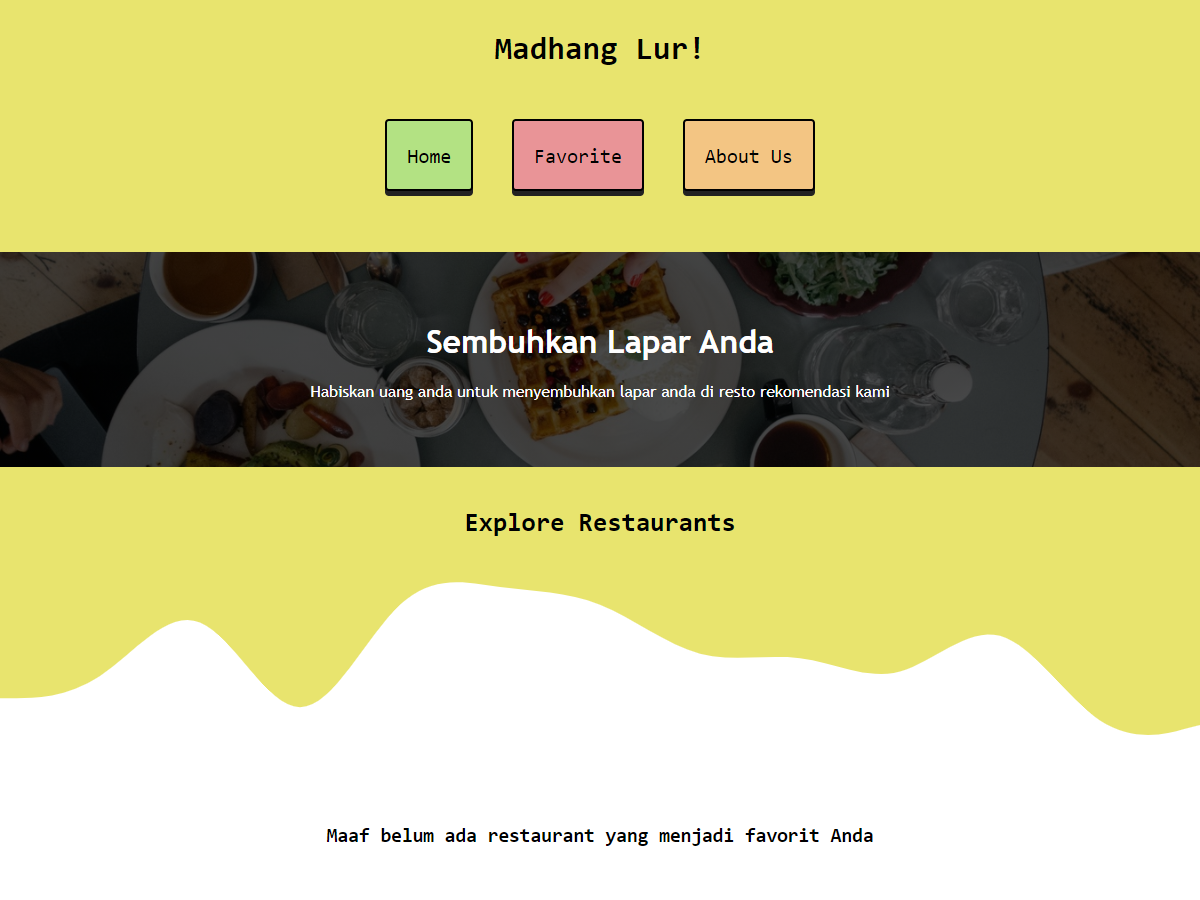 Madhang Lur!
Home
Favorite
About Us
Sembuhkan Lapar Anda
Habiskan uang anda untuk menyembuhkan lapar anda di resto rekomendasi kami
Explore Restaurants
Maaf belum ada restaurant yang menjadi favorit Anda